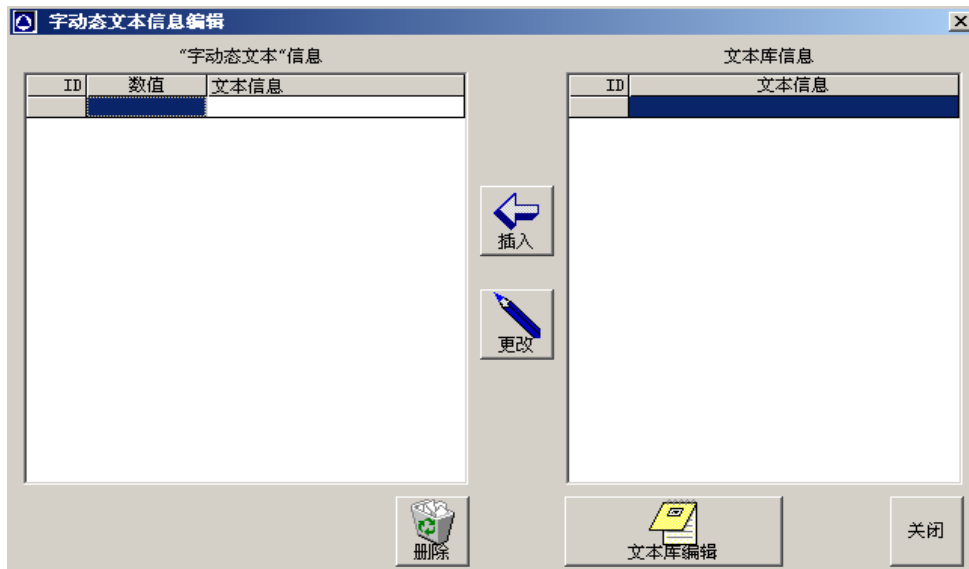 字动态文本信息编辑
"字动态文本"信息
文本库信息
ID 数值 文本信息
ID 文本信息
插入
更改
删除
文本库编辑
关闭